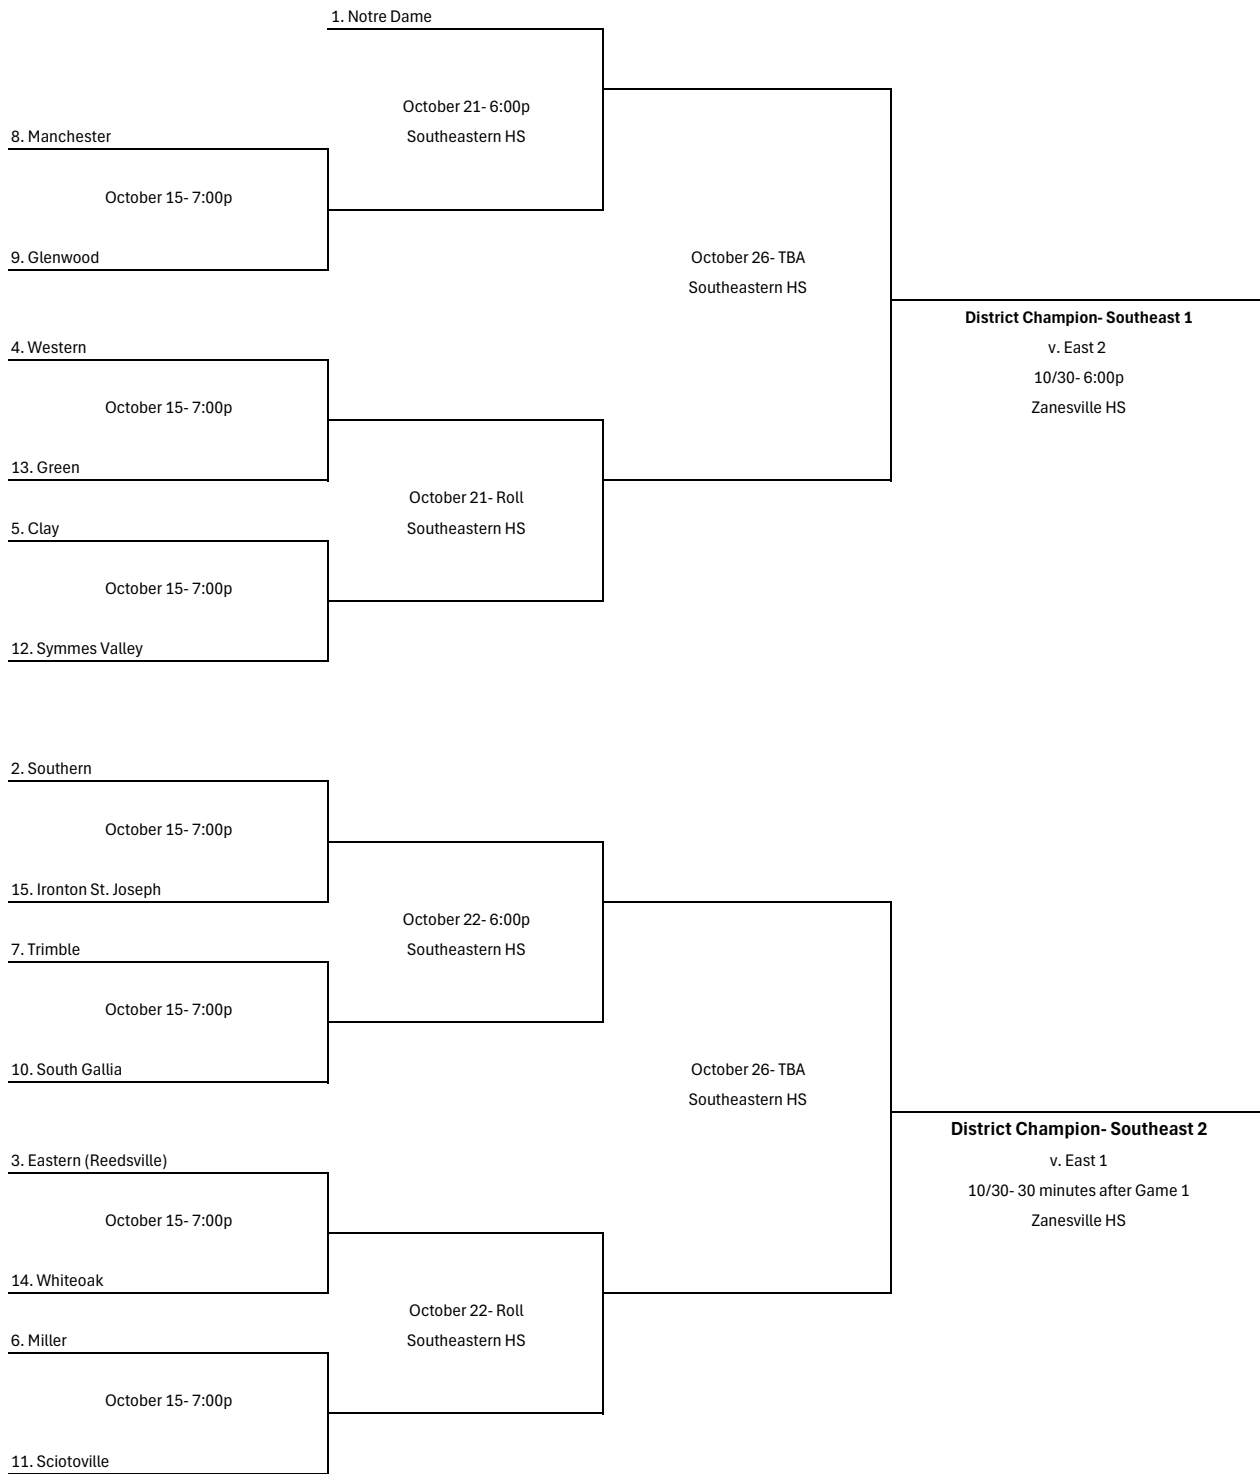 1. Notre Dame
October 21- 6:00p
Southeastern HS
8. Manchester
October 15- 7:00p
9. Glenwood
October 26- TBA
Southeastern HS
District Champion- Southeast 1
v. East 2
10/30- 6:00p
Zanesville HS
4. Western
October 15- 7:00p
13. Green
October 21- Roll
Southeastern HS
5. Clay
October 15- 7:00p
12. Symmes Valley
2. Southern
October 15- 7:00p
15. Ironton St. Joseph
October 22- 6:00p
Southeastern HS
7. Trimble
October 15- 7:00p
10. South Gallia
October 26- TBA
Southeastern HS
District Champion- Southeast 2
v. East 1
10/30- 30 minutes after Game 1
Zanesville HS
3. Eastern (Reedsville)
October 15- 7:00p
14. Whiteoak
October 22- Roll
Southeastern HS
6. Miller
October 15- 7:00p
11. Sciotoville